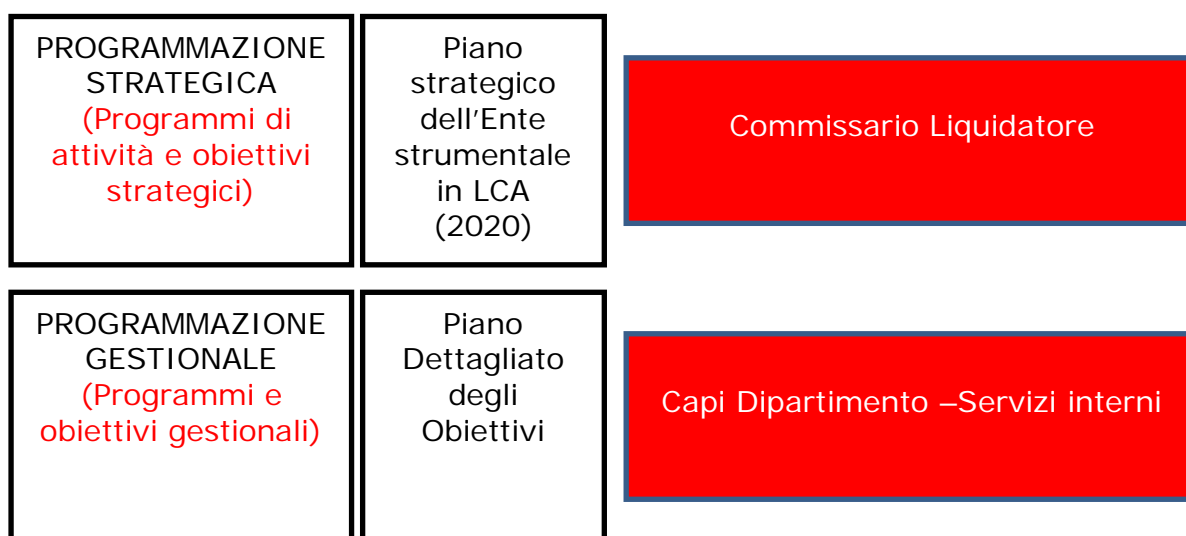 PROGRAMMAZIONE
STRATEGICA
(Programmi di
attività e obiettivi
strategici)
Piano
strategico
dell'Ente
strumentale
in LCA
(2020)
Commissario Liquidatore
PROGRAMMAZIONE
GESTIONALE
(Programmi e
obiettivi gestionali)
Piano
Dettagliato
degli
Obiettivi
Capi Dipartimento –Servizi interni